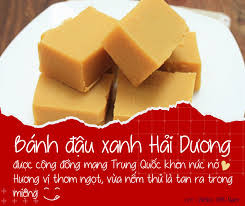 Bánh đậu xanh Hải Dương
được cộng đồng mạng Trung Quốc khen nức nở
Hương vị thơm ngọt, vừa nếm thử là tan ra trong
miệng